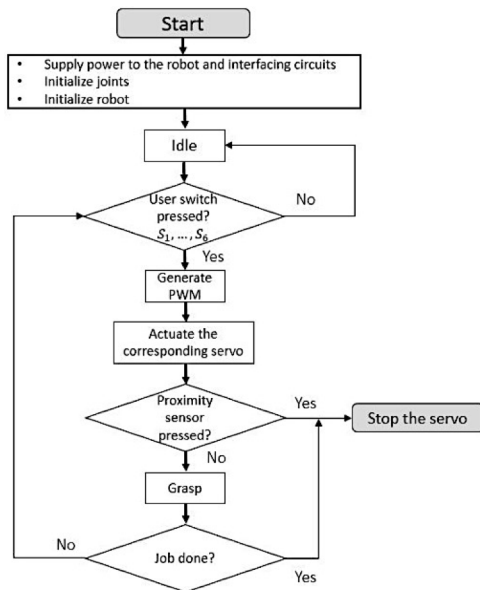 Start
• Supply power to the robot and interfacing circuits
• Initialize joints
• Initialize robot
Idle
User switch
pressed?
No
S₁, ..., S₆
Yes
Generate
PWM
Actuate the
corresponding servo
Proximity
sensor
pressed?
Yes
Stop the servo
No
Grasp
No
Job done?
Yes